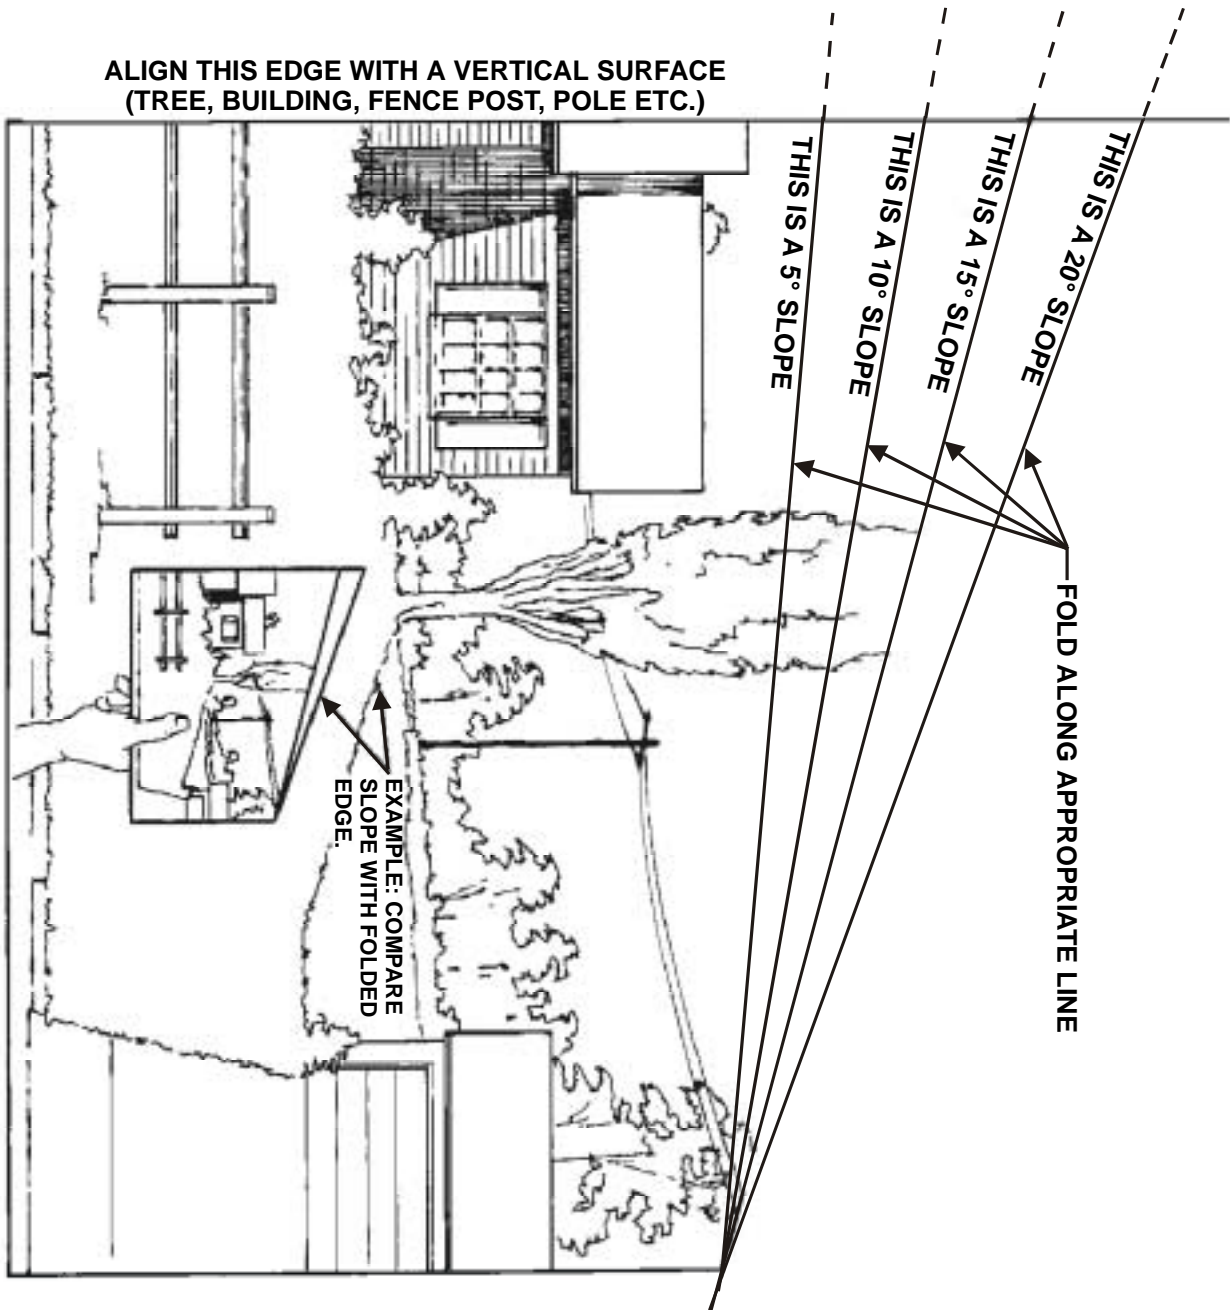 ALIGN THIS EDGE WITH A VERTICAL SURFACE
(TREE, BUILDING, FENCE POST, POLE ETC.)
THIS IS A 5° SLOPE
THIS IS A 10° SLOPE
THIS IS A 15° SLOPE
THIS IS A 20° SLOPE
FOLD ALONG APPROPRIATE LINE
EXAMPLE: COMPARE
SLOPE WITH FOLDED
EDGE.